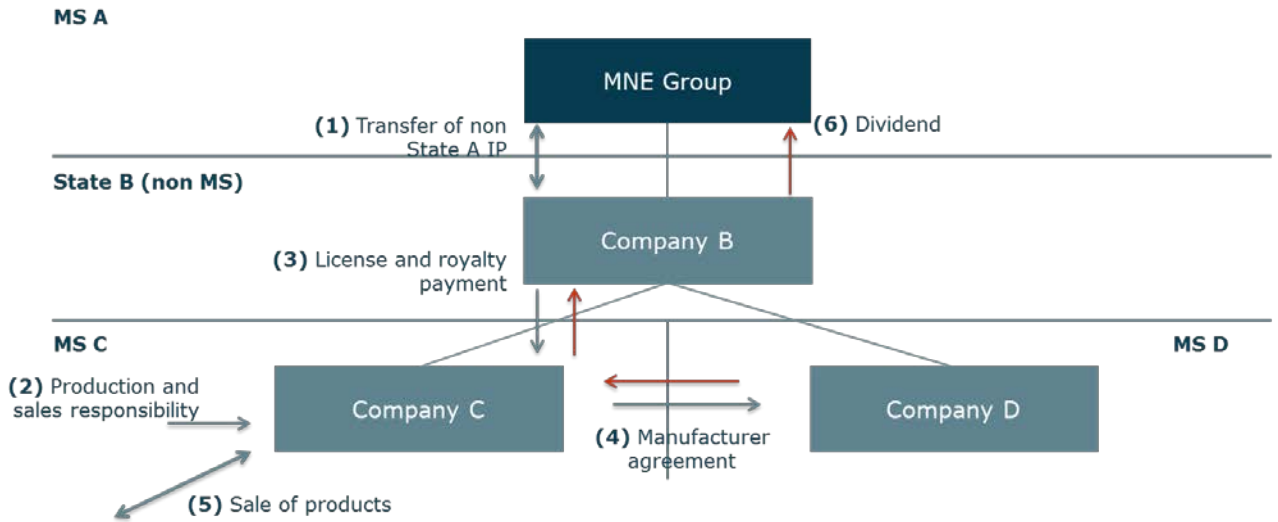 MS A
MNE Group
(1) Transfer of non
State A IP
(6) Dividend
State B (non MS)
Company B
(3) License and royalty
payment
MS C
MS D
(2) Production and
sales responsibility
Company C
Company D
(4) Manufacturer
agreement
(5) Sale of products